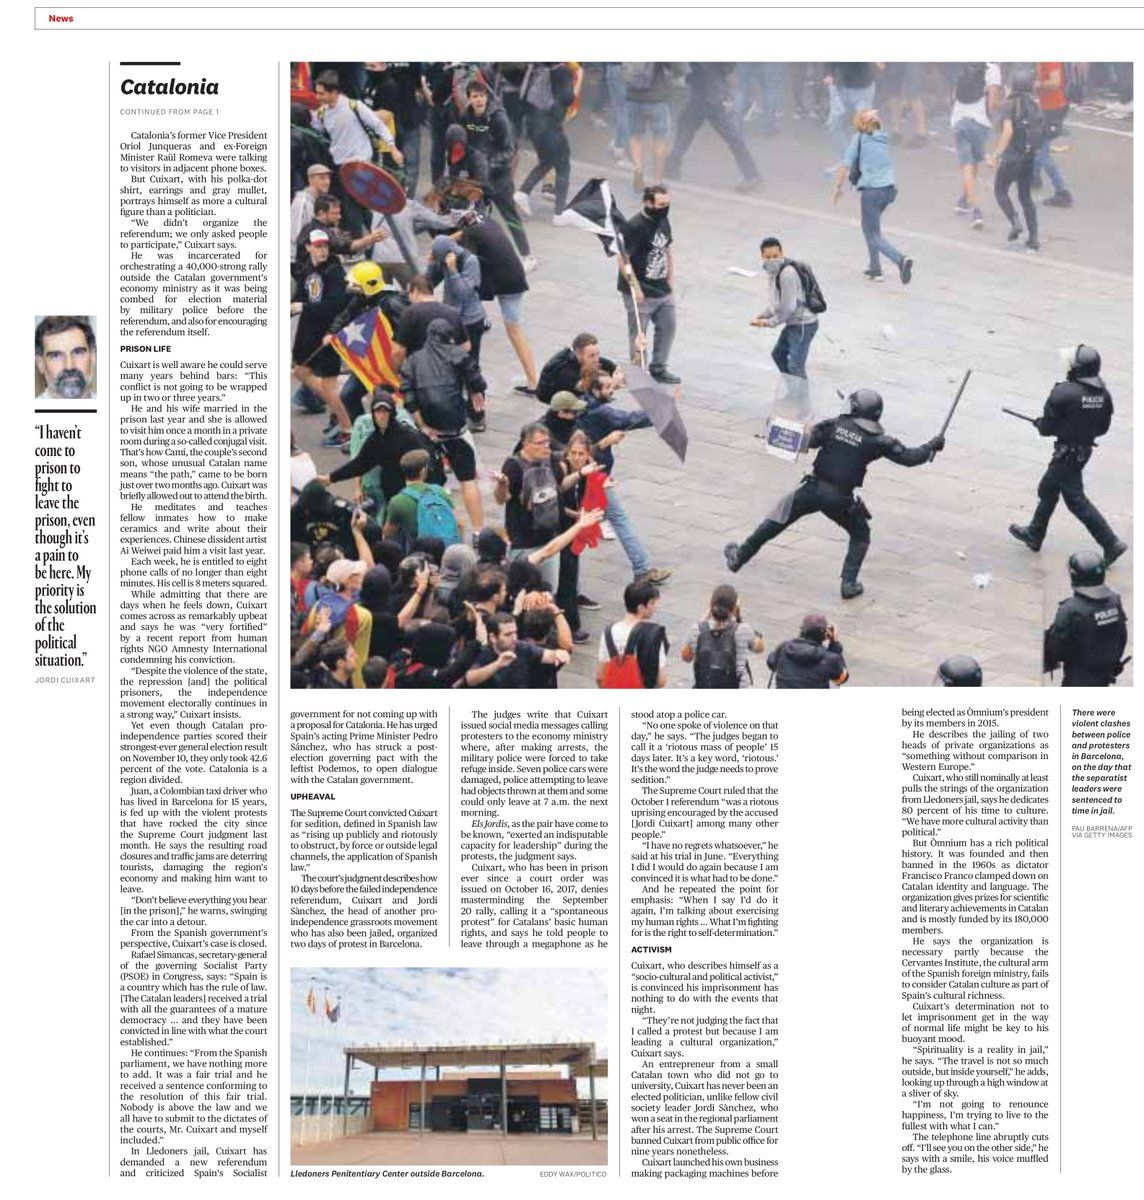 News
Catalonia
CONTINUED FROM PAGE 1
Catalonia's former Vice President
Oriol Junqueras and ex-Foreign
Minister Raül Romeva were talking
to visitors in adjacent phone boxes.
But Cuixart, with his polka-dot
shirt, earrings and gray mullet,
portrays himself as more a cultural
figure than a politician.
"We didn't organize the
referendum; we only asked people
to participate," Cuixart says.
He was incarcerated for
orchestrating a 40,000-strong rally
outside the Catalan government's
economy ministry as it was being
combed for election material
by military police before the
referendum, and also for encouraging
the referendum itself.
PRISON LIFE
Cuixart is well aware he could serve
many years behind bars: "This
conflict is not going to be wrapped
up in two or three years."
He and his wife married in the
prison last year and she is allowed
to visit him once a month in a private
room during a so-called conjugal visit.
That's how Camí, the couple's second
son, whose unusual Catalan name
means "the path," came to be born
just over two months ago. Cuixart was
briefly allowed out to attend the birth.
He meditates and teaches
fellow inmates how to make
ceramics and write about their
experiences. Chinese dissident artist
Ai Weiwei paid him a visit last year.
Each week, he is entitled to eight
phone calls of no longer than eight
minutes. His cell is 8 meters squared.
While admitting that there are
days when he feels down, Cuixart
comes across as remarkably upbeat
and says he was "very fortified"
by a recent report from human
rights NGO Amnesty International
condemning his conviction.
"Despite the violence of the state,
the repression [and] the political
prisoners, the independence
movement electorally continues in
a strong way," Cuixart insists.
Yet even though Catalan pro-
independence parties scored their
strongest-ever general election result
on November 10, they only took 42.6
percent of the vote. Catalonia is a
region divided.
Juan, a Colombian taxi driver who
has lived in Barcelona for 15 years,
is fed up with the violent protests
that have rocked the city since
the Supreme Court judgment last
month. He says the resulting road
closures and traffic jams are deterring
tourists, damaging the region's
economy and making him want to
leave.
"Don't believe everything you hear
[in the prison]," he warns, swinging
the car into a detour.
From the Spanish government's
perspective, Cuixart's case is closed.
Rafael Simancas, secretary-general
of the governing Socialist Party
(PSOE) in Congress, says: "Spain is
a country which has the rule of law.
[The Catalan leaders] received a trial
with all the guarantees of a mature
democracy ... and they have been
convicted in line with what the court
established."
He continues: "From the Spanish
parliament, we have nothing more
to add. It was a fair trial and he
received a sentence conforming to
the resolution of this fair trial.
Nobody is above the law and we
all have to submit to the dictates of
the courts, Mr. Cuixart and myself
included."
In Lledoners jail, Cuixart has
demanded a new referendum
and criticized Spain's Socialist
"I haven't
come to
prison to
fight to
leave the
prison, even
though it's
a pain to
be here. My
priority is
the solution
of the
political
situation."
JORDI CUIXART
government for not coming up with
a proposal for Catalonia. He has urged
Spain's acting Prime Minister Pedro
Sánchez, who has struck a post-
election governing pact with the
leftist Podemos, to open dialogue
with the Catalan government.
UPHEAVAL
The Supreme Court convicted Cuixart
for sedition, defined in Spanish law
as "rising up publicly and riotously
to obstruct, by force or outside legal
channels, the application of Spanish
law."
The court's judgment describes how
10 days before the failed independence
referendum, Cuixart and Jordi
Sànchez, the head of another pro-
independence grassroots movement
who has also been jailed, organized
two days of protest in Barcelona.
The judges write that Cuixart
issued social media messages calling
protesters to the economy ministry
where, after making arrests, the
military police were forced to take
refuge inside. Seven police cars were
damaged, police attempting to leave
had objects thrown at them and some
could only leave at 7 a.m. the next
morning.
Els Jordis, as the pair have come to
be known, "exerted an indisputable
capacity for leadership" during the
protests, the judgment says.
Cuixart, who has been in prison
ever since a court order was
issued on October 16, 2017, denies
masterminding the September
20 rally, calling it a "spontaneous
protest" for Catalans' basic human
rights, and says he told people to
leave through a megaphone as he
stood atop a police car.
"No one spoke of violence on that
day," he says. "The judges began to
call it a 'riotous mass of people' 15
days later. It's a key word, 'riotous.'
It's the word the judge needs to prove
sedition."
The Supreme Court ruled that the
October 1 referendum "was a riotous
uprising encouraged by the accused
[Jordi Cuixart] among many other
people."
"I have no regrets whatsoever," he
said at his trial in June. "Everything
I did I would do again because I am
convinced it is what had to be done."
And he repeated the point for
emphasis: "When I say I'd do it
again, I'm talking about exercising
my human rights ... What I'm fighting
for is the right to self-determination."
ACTIVISM
Cuixart, who describes himself as a
"socio-cultural and political activist,"
is convinced his imprisonment has
nothing to do with the events that
night.
"They're not judging the fact that
I called a protest but because I am
leading a cultural organization,"
Cuixart says.
An entrepreneur from a small
Catalan town who did not go to
university, Cuixart has never been an
elected politician, unlike fellow civil
society leader Jordi Sànchez, who
won a seat in the regional parliament
after his arrest. The Supreme Court
banned Cuixart from public office for
nine years nonetheless.
Cuixart launched his own business
making packaging machines before
being elected as Òmnium's president
by its members in 2015.
He describes the jailing of two
heads of private organizations as
"something without comparison in
Western Europe."
Cuixart, who still nominally at least
pulls the strings of the organization
from Lledoners jail, says he dedicates
80 percent of his time to culture.
"We have more cultural activity than
political."
But Òmnium has a rich political
history. It was founded and then
banned in the 1960s as dictator
Francisco Franco clamped down on
Catalan identity and language. The
organization gives prizes for scientific
and literary achievements in Catalan
and is mostly funded by its 180,000
members.
He says the organization is
necessary partly because the
Cervantes Institute, the cultural arm
of the Spanish foreign ministry, fails
to consider Catalan culture as part of
Spain's cultural richness.
Cuixart's determination not to
let imprisonment get in the way
of normal life might be key to his
buoyant mood.
"Spirituality is a reality in jail,"
he says. "The travel is not so much
outside, but inside yourself," he adds,
looking up through a high window at
a sliver of sky.
"I'm not going to renounce
happiness, I'm trying to live to the
fullest with what I can."
The telephone line abruptly cuts
off. "I'll see you on the other side," he
says with a smile, his voice muffled
by the glass.
There were
violent clashes
between police
and protesters
in Barcelona,
on the day that
the separatist
leaders were
sentenced to
time in jail.
PAU BARRENA/AFP
VIA GETTY IMAGES
Lledoners Penitentiary Center outside Barcelona.
EDDY WAX/POLITICO
POLICIA
POLICIA
POLICIA